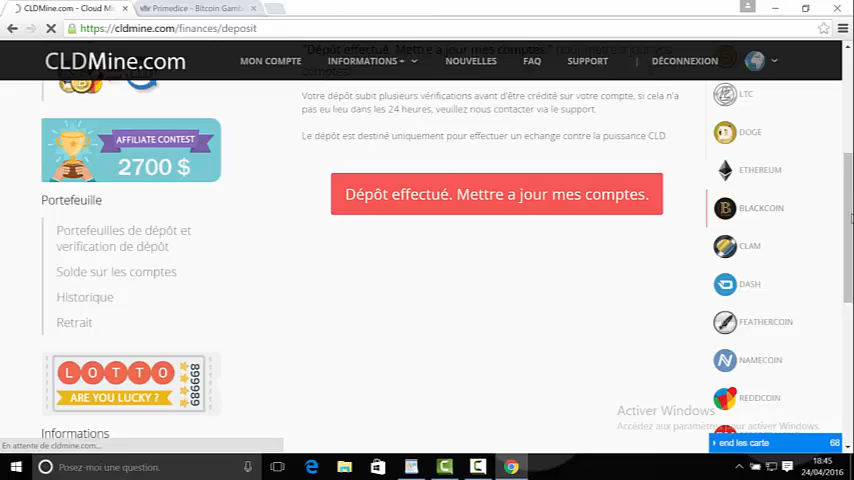 CLDMine.com - Cloud Mi
Primedice - Bitcoin Gamb
https://cldmine.com/finances/deposit
CLDMine.com
MON COMPTE
INFORMATIONS
NOUVELLES
FAQ
SUPPORT
DÉCONNEXION
"Dépôt effectué. Mettre a jour mes comptes." pour mettre a jour vos
Votre dépôt subit plusieurs vérifications avant d'être crédité sur votre compte, si cela n'a
pas eu lieu dans les 24 heures, veuillez nous contacter via le support.
Le dépôt est destiné uniquement pour effectuer un echange contre la puissance CLD.
Dépôt effectué. Mettre a jour mes comptes.
AFFILIATE CONTEST
2700 $
Portefeuille
Portefeuilles de dépôt et
verification de dépôt
Solde sur les comptes
Historique
Retrait
LOTTO
ARE YOU LUCKY ?
989868
Informations
LTC
DOGE
ETHEREUM
BLACKCOIN
CLAM
DASH
FEATHERCOIN
NAMECOIN
REDDCOIN
Activer Windows
Accédez aux paramètres pour activer Windows.
end les carte 68
En attente de cldmine.com...
Posez-moi une question.
18:45
24/04/2016